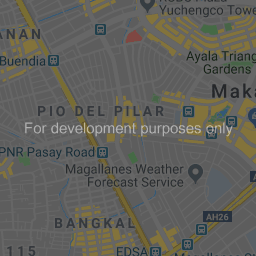 Yuchengco Tower
ANAN
Buendia
Ayala Triang
Gardens
Maka
PIO DEL PILAR
For development purposes only
PNR Pasay Road
Magallanes Weather
Forecast Service
BANGKAL
AH26
115
EDSA